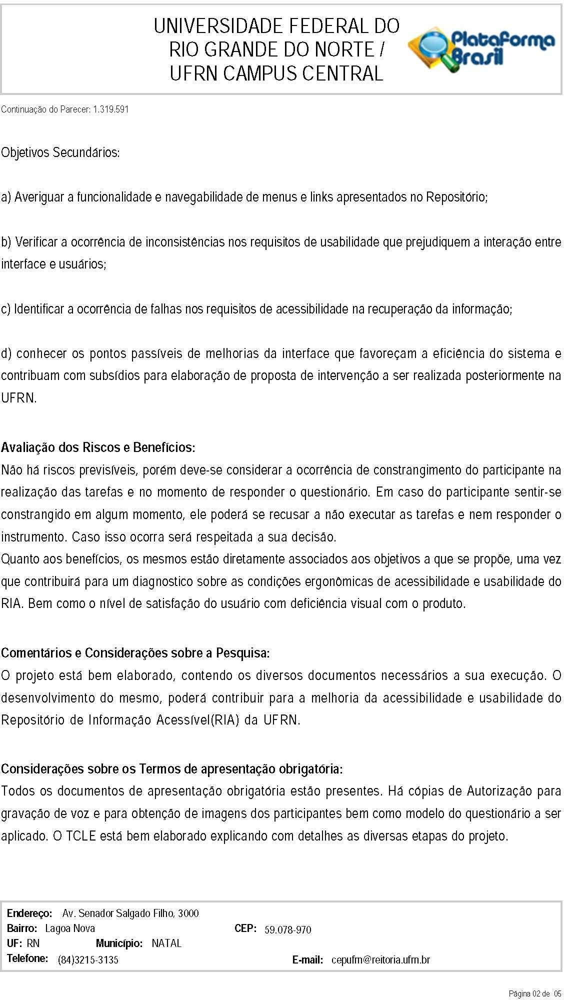 UNIVERSIDADE FEDERAL DO
RIO GRANDE DO NORTE /
UFRN CAMPUS CENTRAL
Plataforma
Brasil
Continuação do Parecer: 1.319.591
Objetivos Secundários:
a) Averiguar a funcionalidade e navegabilidade de menus e links apresentados no Repositório;
b) Verificar a ocorrência de inconsistências nos requisitos de usabilidade que prejudiquem a interação entre
interface e usuários;
c) Identificar a ocorrência de falhas nos requisitos de acessibilidade na recuperação da informação;
d) conhecer os pontos passíveis de melhorias da interface que favoreçam a eficiência do sistema e
contribuam com subsídios para elaboração de proposta de intervenção a ser realizada posteriormente na
UFRN.
Avaliação dos Riscos e Benefícios:
Não há riscos previsíveis, porém deve-se considerar a ocorrência de constrangimento do participante na
realização das tarefas e no momento de responder o questionário. Em caso do participante sentir-se
constrangido em algum momento, ele poderá se recusar a não executar as tarefas e nem responder o
instrumento. Caso isso ocorra será respeitada a sua decisão.
Quanto aos benefícios, os mesmos estão diretamente associados aos objetivos a que se propõe, uma vez
que contribuirá para um diagnostico sobre as condições ergonômicas de acessibilidade e usabilidade do
RIA. Bem como o nível de satisfação do usuário com deficiência visual com o produto.
Comentários e Considerações sobre a Pesquisa:
O projeto está bem elaborado, contendo os diversos documentos necessários a sua execução. O
desenvolvimento do mesmo, poderá contribuir para a melhoria da acessibilidade e usabilidade do
Repositório de Informação Acessível(RIA) da UFRN.
Considerações sobre os Termos de apresentação obrigatória:
Todos os documentos de apresentação obrigatória estão presentes. Há cópias de Autorização para
gravação de voz e para obtenção de imagens dos participantes bem como modelo do questionário a ser
aplicado. O TCLE está bem elaborado explicando com detalhes as diversas etapas do projeto.
Endereço: Av. Senador Salgado Filho, 3000
Bairro: Lagoa Nova CEP: 59.078-970
UF: RN Município: NATAL
Telefone: (84)3215-3135 E-mail: cepufrn@reitoria.ufrn.br
Página 02 de 05